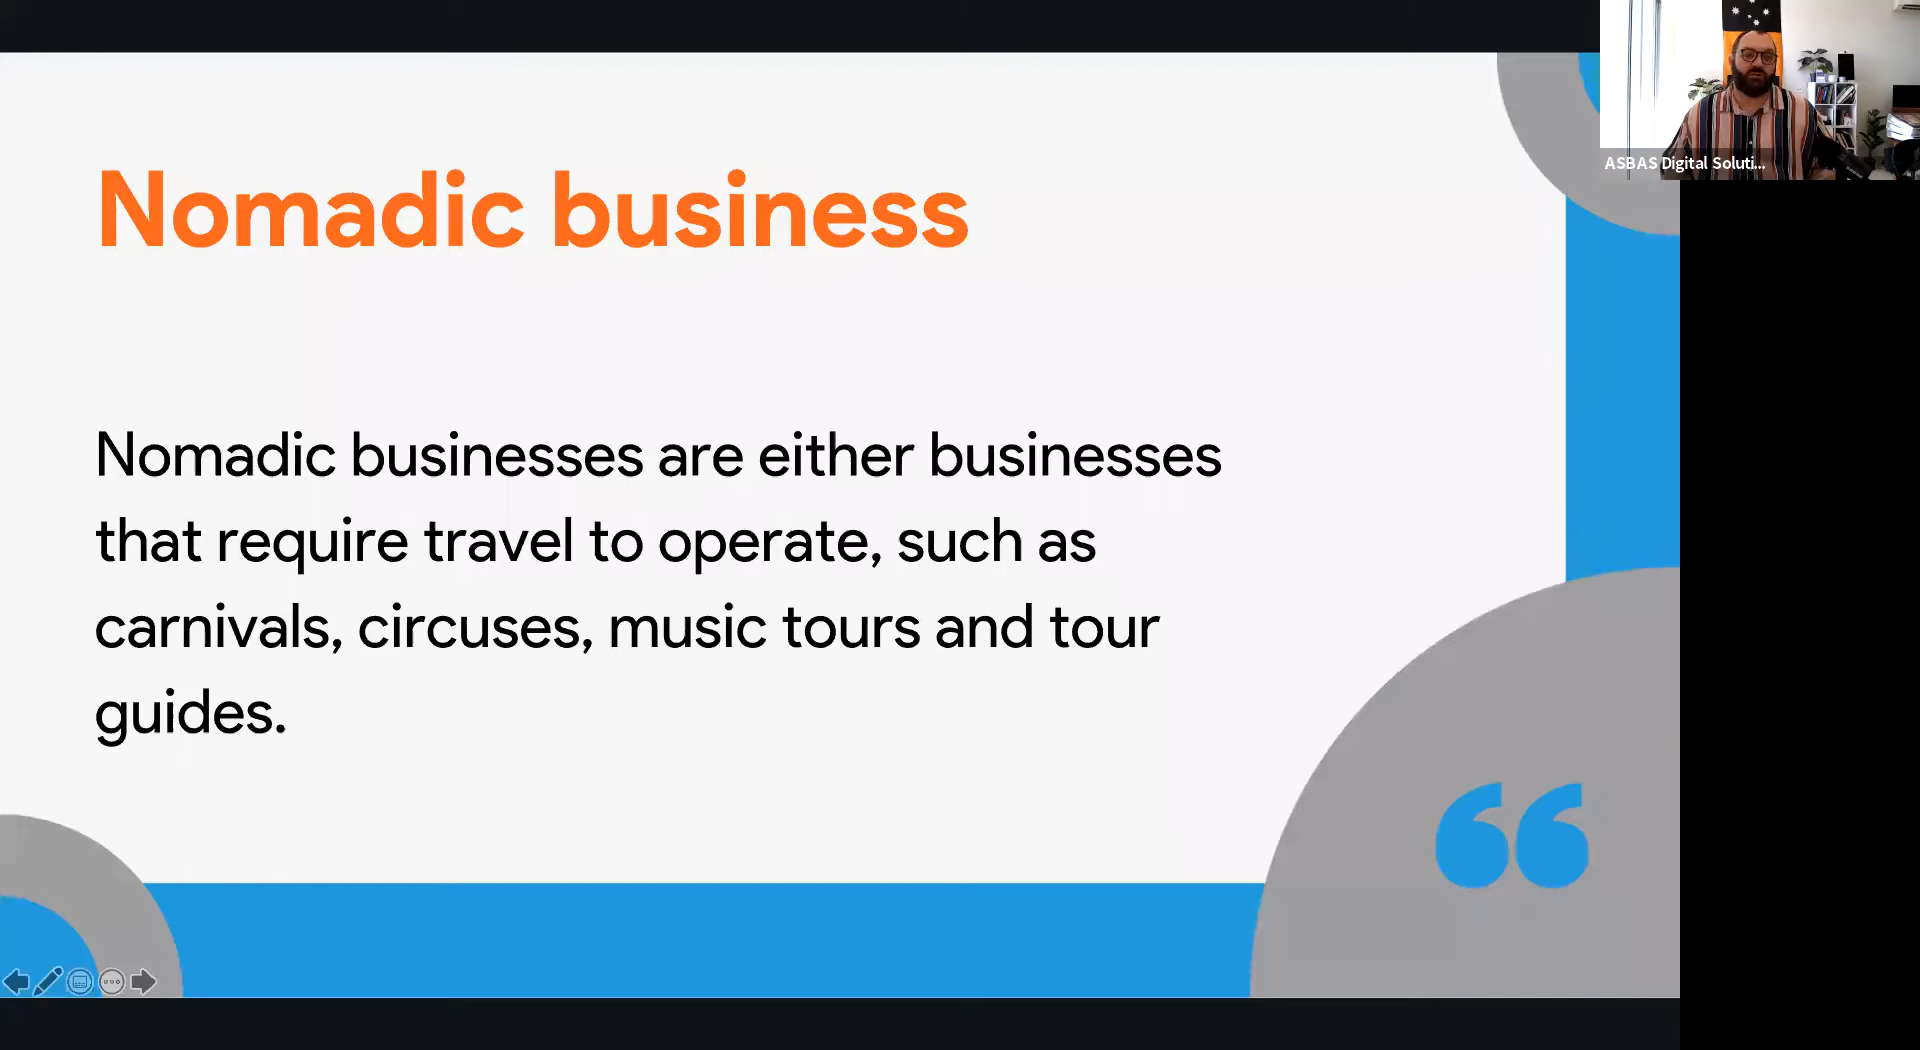 Nomadic business
Nomadic businesses are either businesses
that require travel to operate, such as
carnivals, circuses, music tours and tour
guides.
ASBAS Digital Soluti...